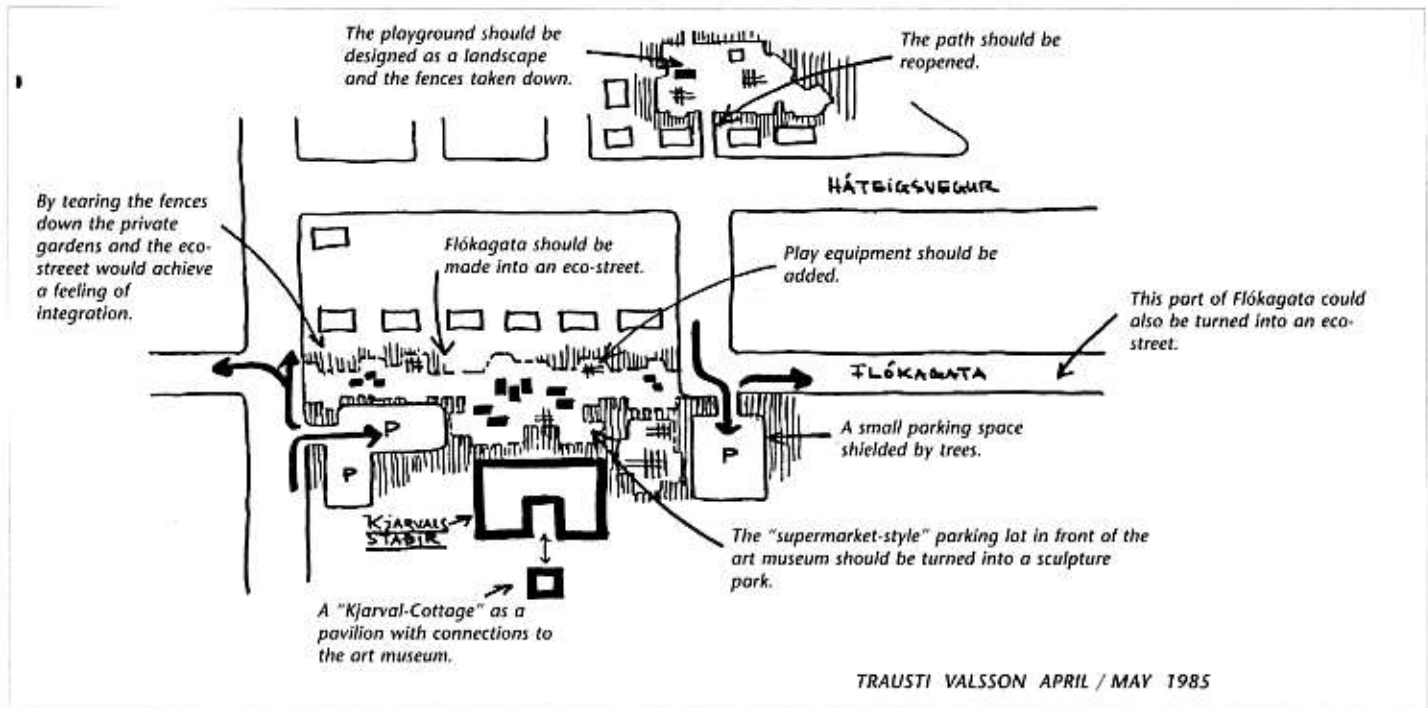 The playground should be
designed as a landscape
and the fences taken down.
The path should be
reopened.
HÁTEIGSVEGUR
By tearing the fences
down the private
gardens and the eco-
streeet would achieve
a feeling of
integration.
Flókagata should be
made into an eco-street.
Play equipment should be
added.
This part of Flókagata could
also be turned into an eco-
street.
FLÓKAGATA
P
P
P
A small parking space
shielded by trees.
KJARVALS
STAÐIR
The "supermarket-style" parking lot in front of the
art museum should be turned into a sculpture
park.
A "Kjarval-Cottage" as a
pavilion with connections to
the art museum.
TRAUSTI VALSSON APRIL / MAY 1985